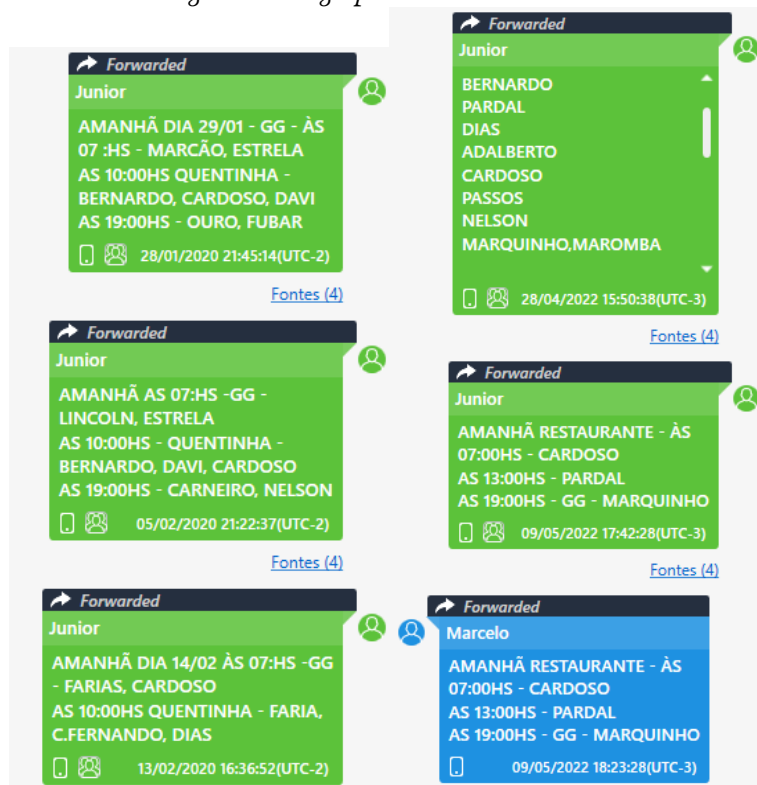 Forwarded
Junior
AMANHÃ DIA 29/01 - GG - ÀS
07 :HS - MARCÃO, ESTRELA
AS 10:00HS QUENTINHA -
BERNARDO, CARDOSO, DAVI
AS 19:00HS - OURO, FUBAR
28/01/2020 21:45:14(UTC-2)
Fontes (4)
Forwarded
Junior
AMANHÃ AS 07:HS -GG -
LINCOLN, ESTRELA
AS 10:00HS - QUENTINHA -
BERNARDO, DAVI, CARDOSO
AS 19:00HS - CARNEIRO, NELSON
05/02/2020 21:22:37(UTC-2)
Fontes (4)
Forwarded
Junior
AMANHÃ DIA 14/02 ÀS 07:HS -GG
- FARIAS, CARDOSO
AS 10:00HS QUENTINHA - FARIA,
C.FERNANDO, DIAS
13/02/2020 16:36:52(UTC-2)
Forwarded
Junior
BERNARDO
PARDAL
DIAS
ADALBERTO
CARDOSO
PASSOS
NELSON
MARQUINHO,MAROMBA
28/04/2022 15:50:38(UTC-3)
Fontes (4)
Forwarded
Junior
AMANHÃ RESTAURANTE - ÀS
07:00HS - CARDOSO
AS 13:00HS - PARDAL
AS 19:00HS - GG - MARQUINHO
09/05/2022 17:42:28(UTC-3)
Fontes (4)
Forwarded
Marcelo
AMANHÃ RESTAURANTE - ÀS
07:00HS - CARDOSO
AS 13:00HS - PARDAL
AS 19:00HS - GG - MARQUINHO
09/05/2022 18:23:28(UTC-3)